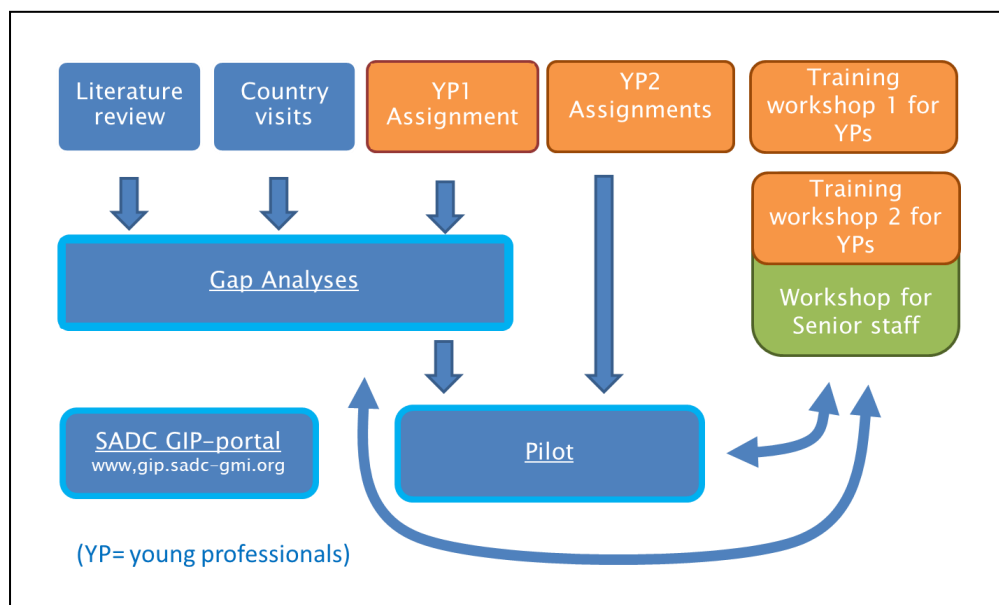 Literature
review
Country
visits
YP1
Assignment
YP2
Assignments
Training
workshop 1 for
YPs
Training
workshop 2 for
YPs
Gap Analyses
Workshop for
Senior staff
SADC GIP-portal
www,gip.sadc-gmi.org
Pilot
(YP= young professionals)